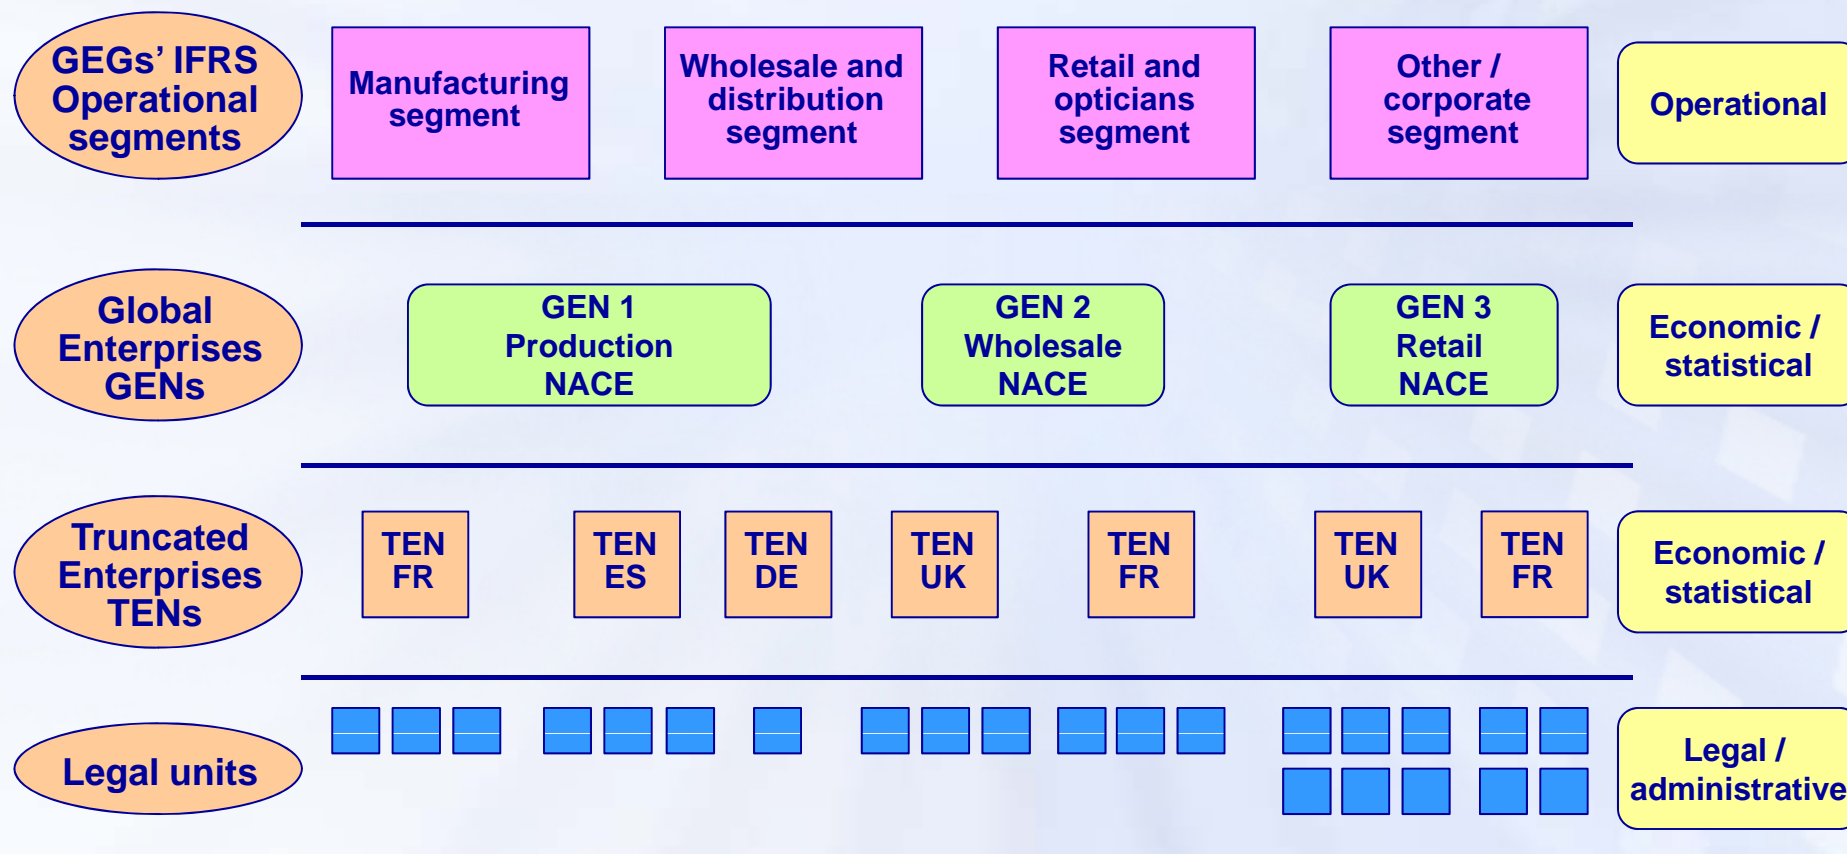 GEGs’ IFRS
Operational
segments
Manufacturing
segment
Wholesale and
distribution
segment
Retail and
opticians
segment
Other /
corporate
segment
Operational
Global
Enterprises
GENs
GEN 1
Production
NACE
GEN 2
Wholesale
NACE
GEN 3
Retail
NACE
Economic /
statistical
Truncated
Enterprises
TENs
TEN
FR
TEN
ES
TEN
DE
TEN
UK
TEN
FR
TEN
UK
TEN
FR
Economic /
statistical
Legal units
Legal /
administrative